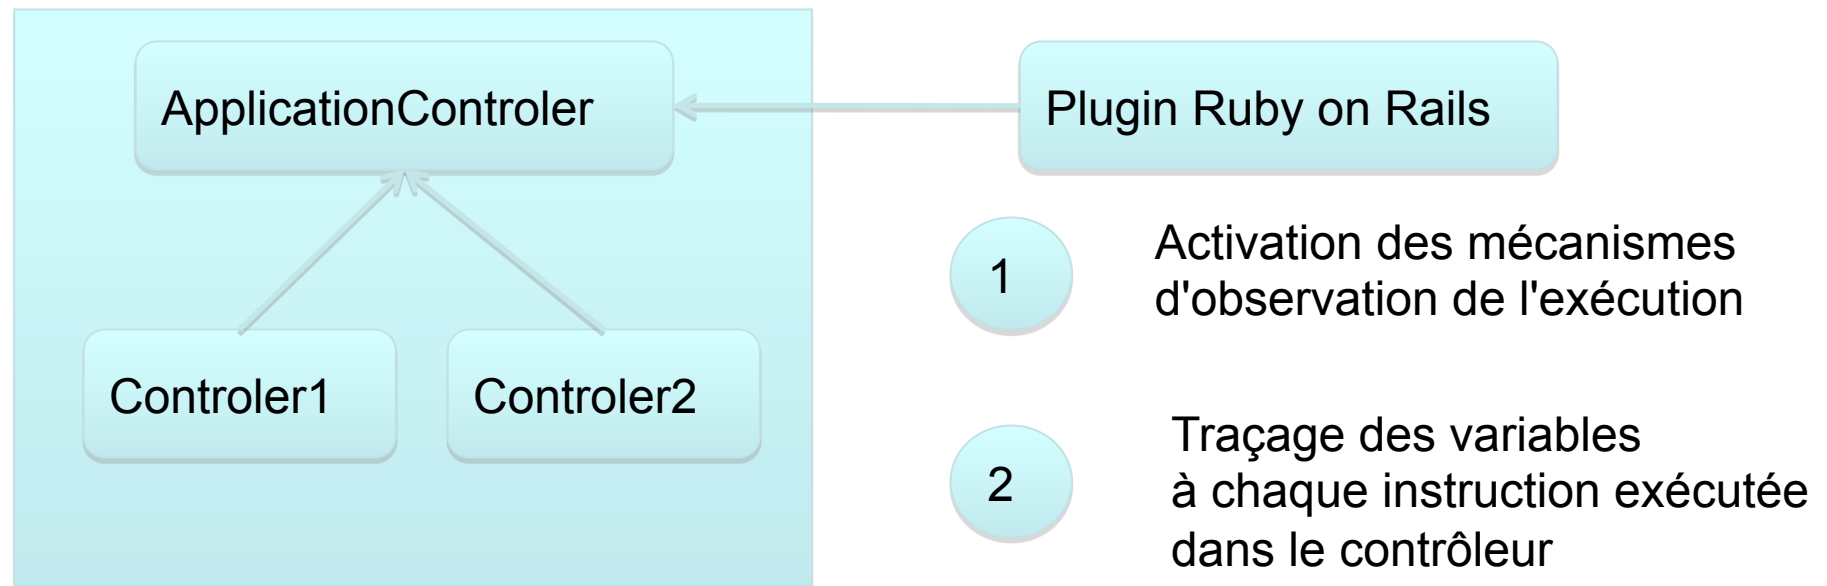 ApplicationControler
Plugin Ruby on Rails
Controler1
Controler2
1
Activation des mécanismes
d'observation de l'exécution
2
Traçage des variables
à chaque instruction exécutée
dans le contrôleur